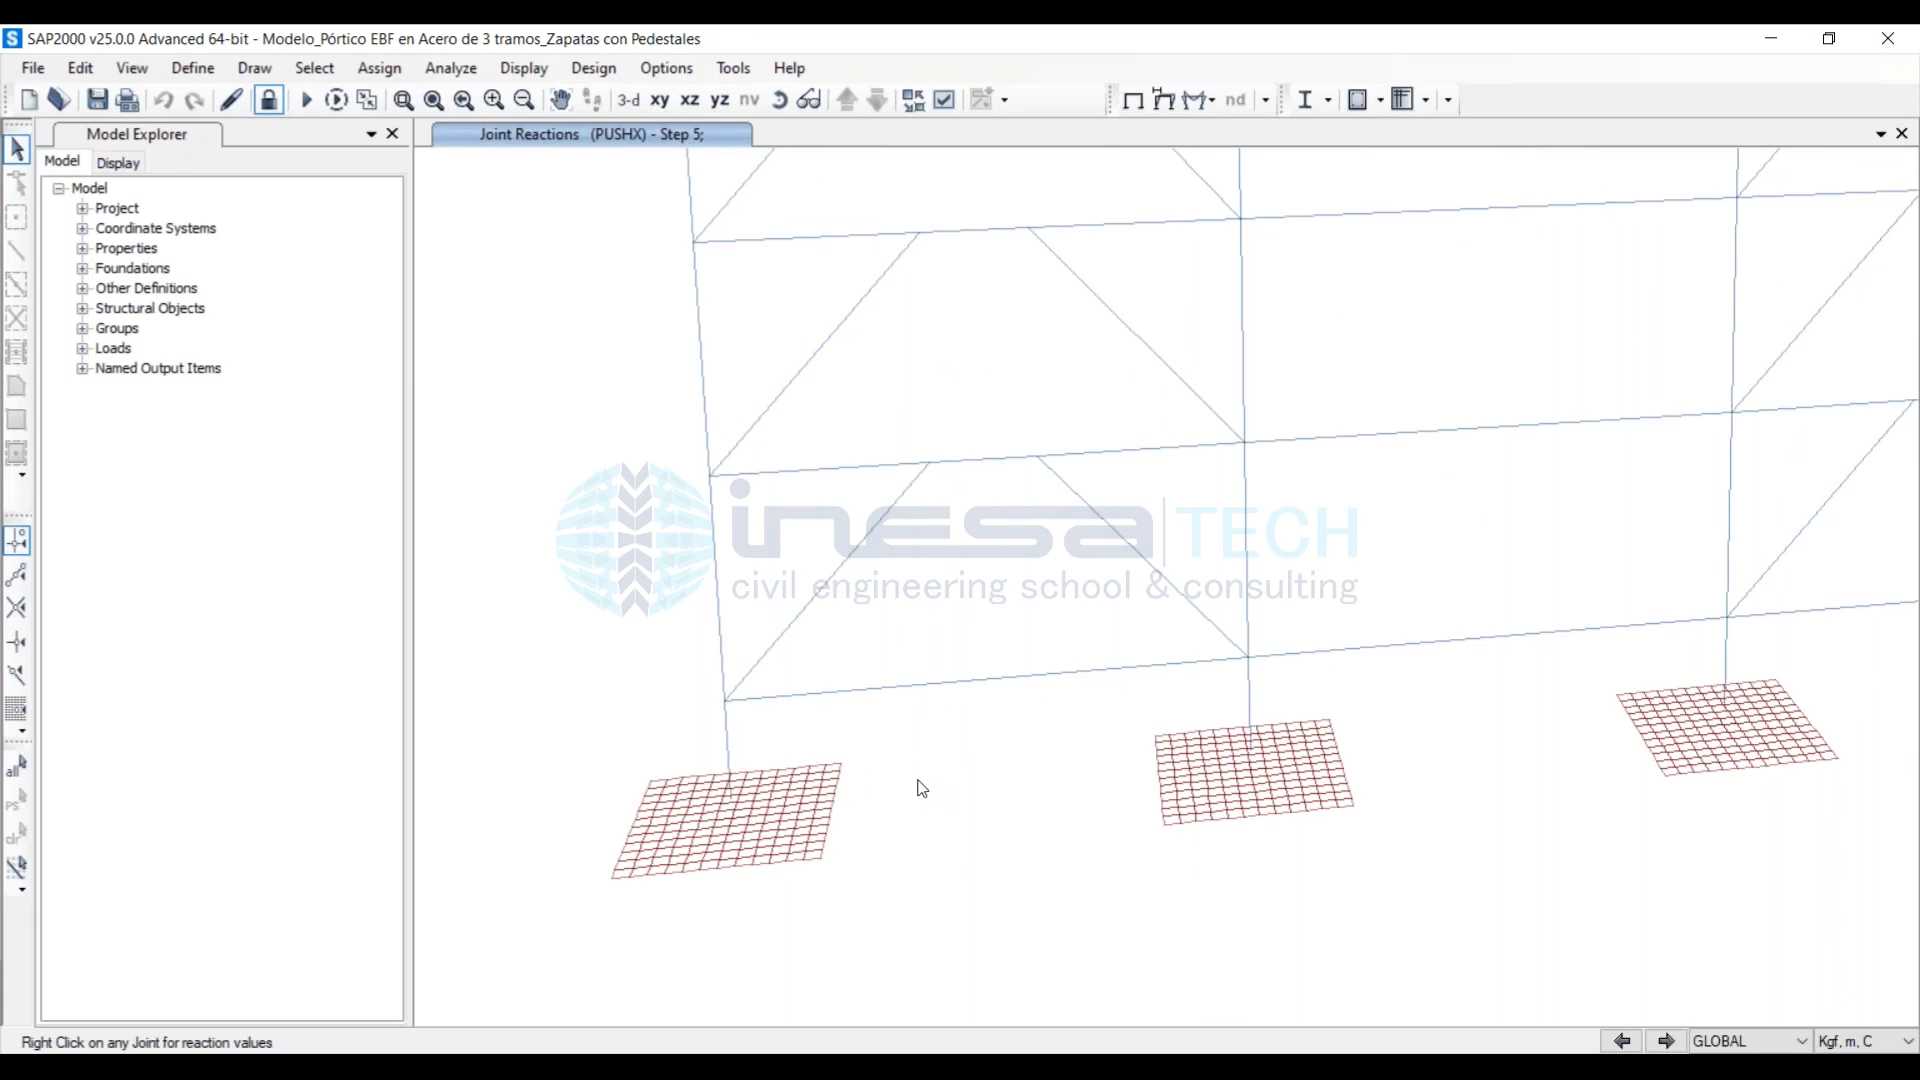 SAP2000 v25.0.0 Advanced 64-bit - Modelo_Pórtico EBF en Acero de 3 tramos_Zapatas con Pedestales
File Edit View Define Draw Select Assign Analyze Display Design Options Tools Help
3-d xy xz yz nv nd
Model Explorer
Joint Reactions (PUSHX) - Step 5;
Model Display
Model
Project
Coordinate Systems
Properties
Foundations
Other Definitions
Structural Objects
Groups
Loads
Named Output Items
inesa TECH
civil engineering school & consulting
all
ps
clr
Right Click on any Joint for reaction values
GLOBAL
Kgf, m, C